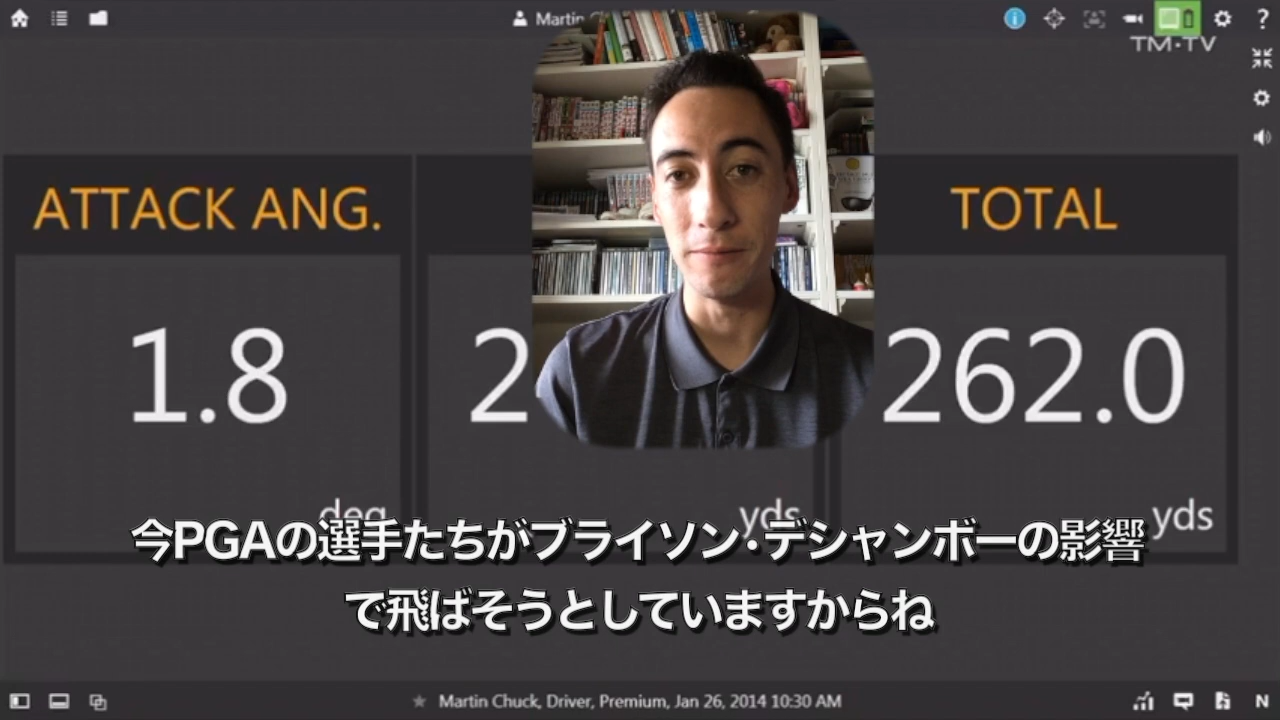 Martin C
TM·TV
ATTACK ANG.
TOTAL
1.8
2
262.0
deg
yds
yds
今PGAの選手たちがブライソン・デシャンボーの影響
で飛ばそうとしていますからね
Martin Chuck, Driver, Premium, Jan 26, 2014 10:30 AM
N